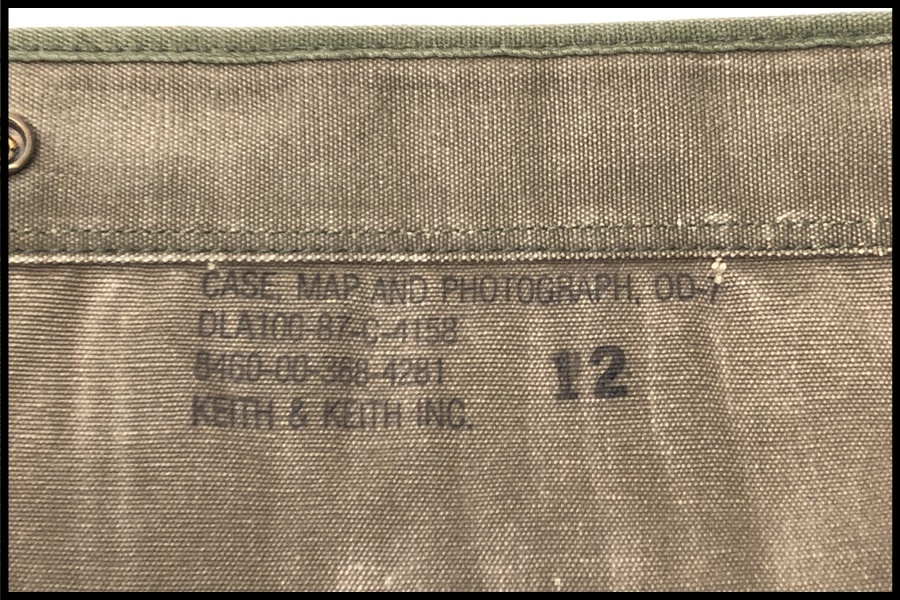 CASE, MAP AND PHOTOGRAPH, OD-7
DLA100-87-C-4158
8460-00-368-4281
KEITH & KEITH INC.
12